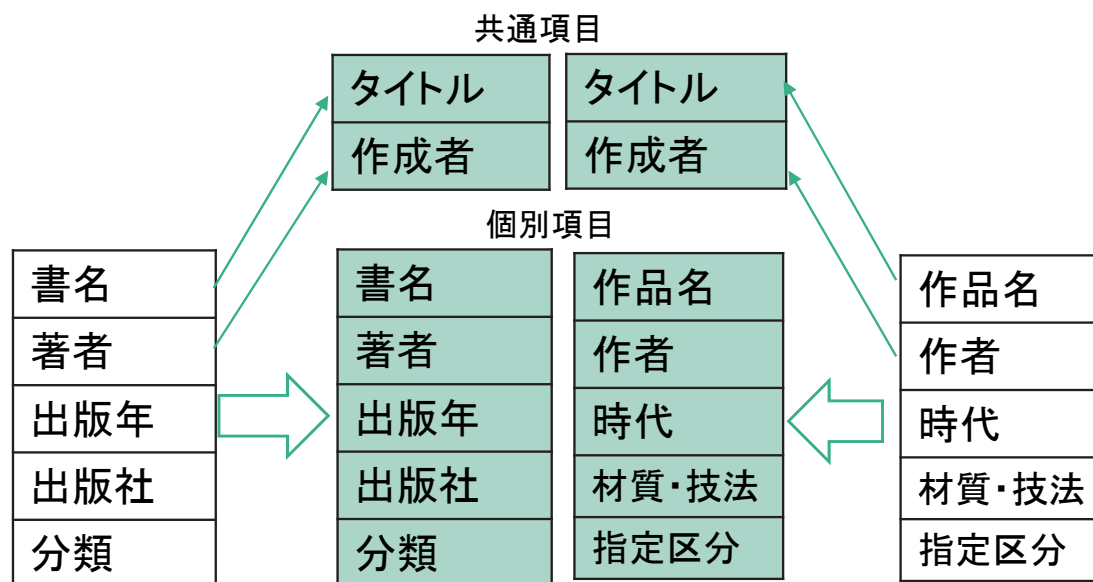 共通項目
タイトル
作成者
タイトル
作成者
個別項目
書名
著者
出版年
出版社
分類
書名
著者
出版年
出版社
分類
作品名
作者
時代
材質・技法
指定区分
作品名
作者
時代
材質・技法
指定区分